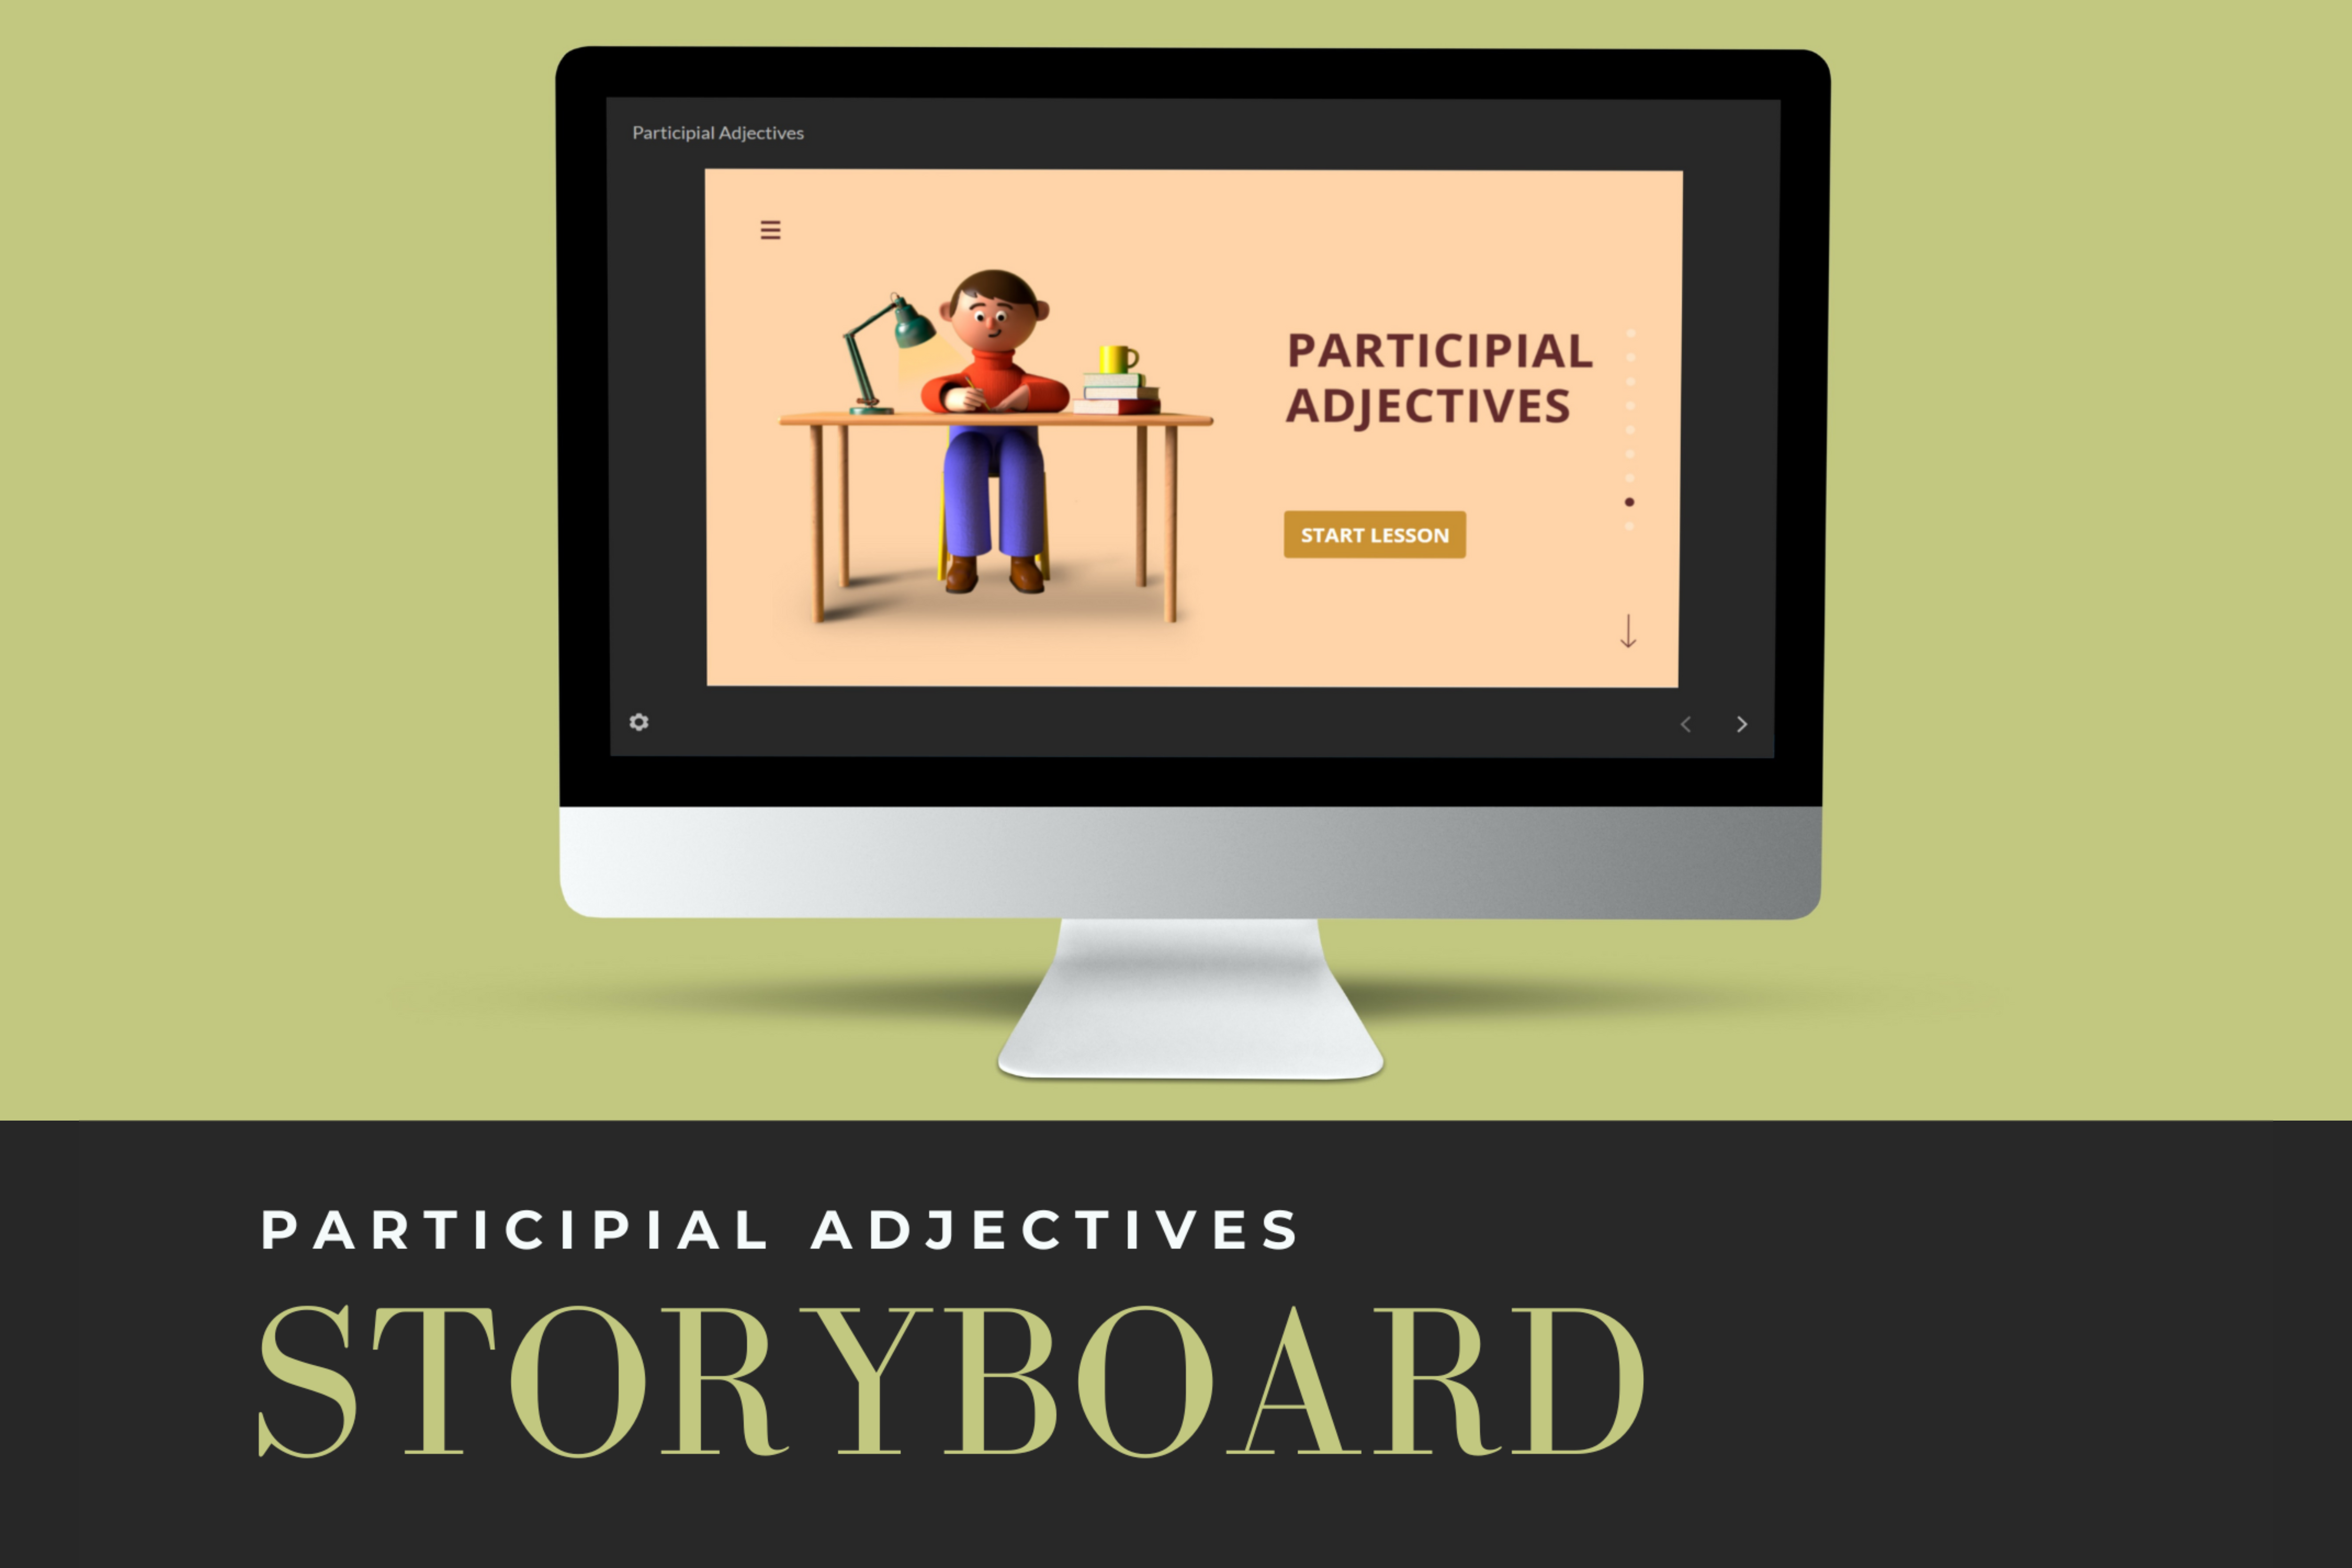 Participial Adjectives
PARTICIPIAL
ADJECTIVES
START LESSON
PARTICIPIAL ADJECTIVES
STORYBOARD